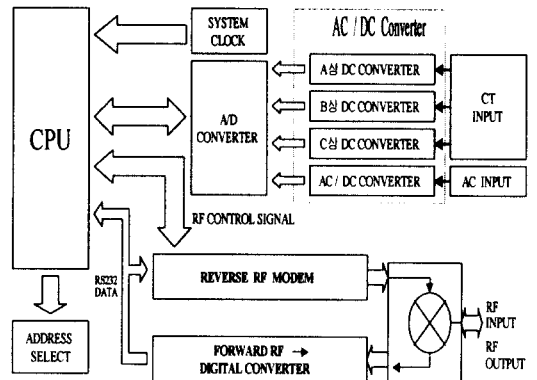 SYSTEM
CLOCK
AC / DC Converter
A상 DC CONVERTER
B상 DC CONVERTER
C상 DC CONVERTER
AC / DC CONVERTER
CT
INPUT
AC INPUT
CPU
A/D
CONVERTER
RF CONTROL SIGNAL
RS232
DATA
REVERSE RF MODEM
RF
INPUT
RF
OUTPUT
ADDRESS
SELECT
FORWARD RF →
DIGITAL CONVERTER